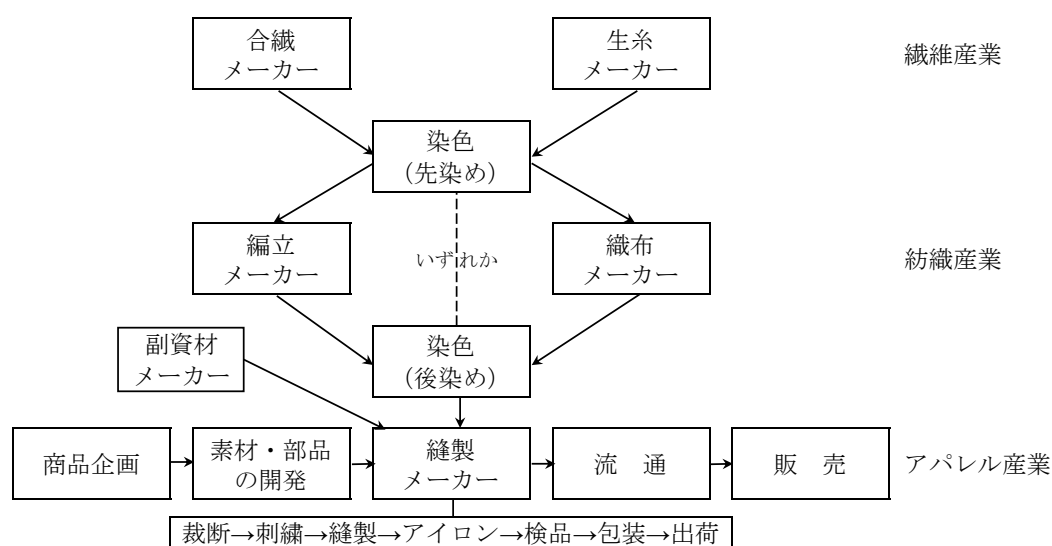 合繊
メーカー
生糸
メーカー
繊維産業
染色
（先染め）
編立
メーカー
いずれか
織布
メーカー
紡織産業
副資材
メーカー
染色
（後染め）
商品企画
素材・部品
の開発
縫製
メーカー
流　通
販　売
アパレル産業
裁断→刺繍→縫製→アイロン→検品→包装→出荷